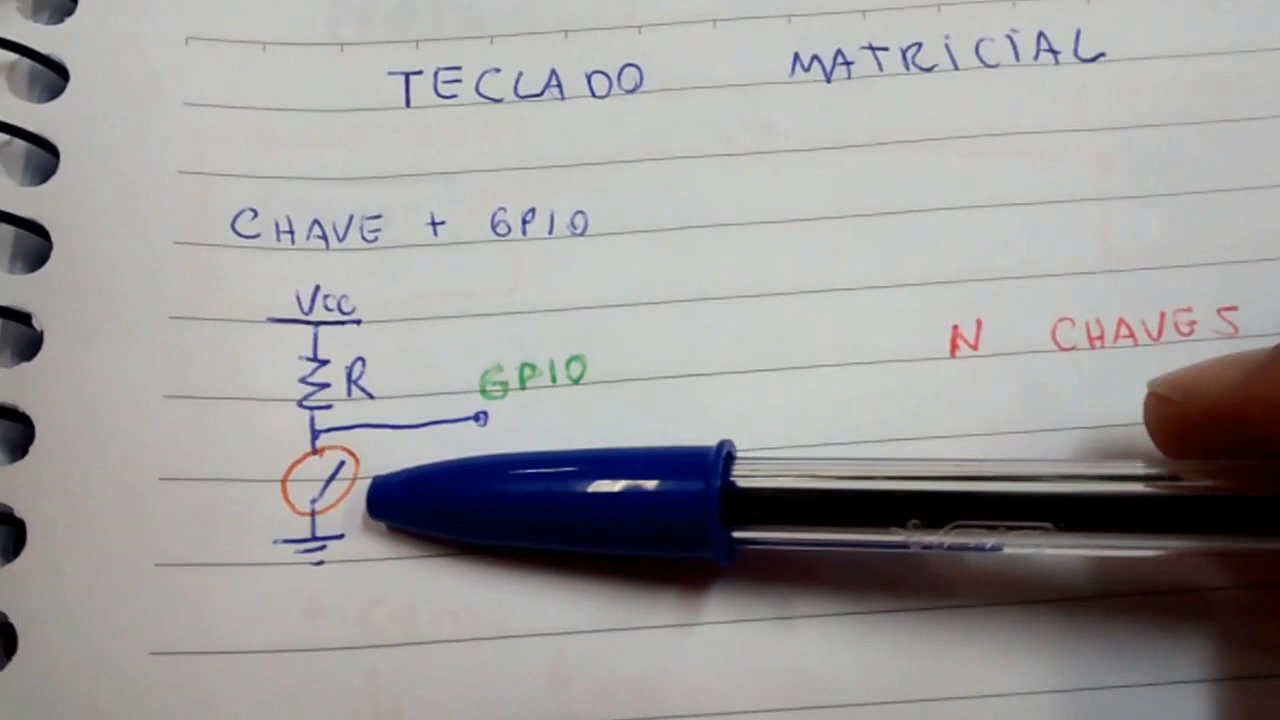 TECLADO MATRICIAL
CHAVE + GPIO
Vcc
N CHAVES
R
GPIO